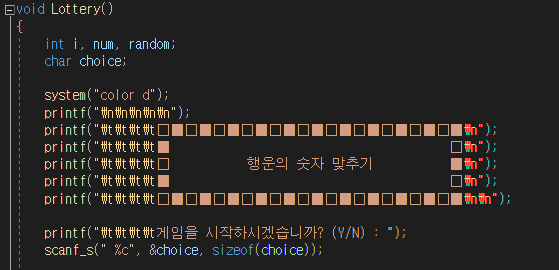 void Lottery()
{
int i, num, random;
char choice;
system("color d");
printf("₩n₩n₩n₩n₩n");
printf("₩t₩t₩t₩t□■□■□■□■□■□■□■□■□■□■□■■₩n");
printf("₩t₩t₩t₩t■ □₩n");
printf("₩t₩t₩t₩t□ 행운의 숫자 맞추기 ■₩n");
printf("₩t₩t₩t₩t■ □₩n");
printf("₩t₩t₩t₩t□■□■□■□■□■□■□■□■□■□■□■■₩n₩n");
printf("₩t₩t₩t₩t게임을 시작하시겠습니까? (Y/N) : ");
scanf_s(" %c", &choice, sizeof(choice));